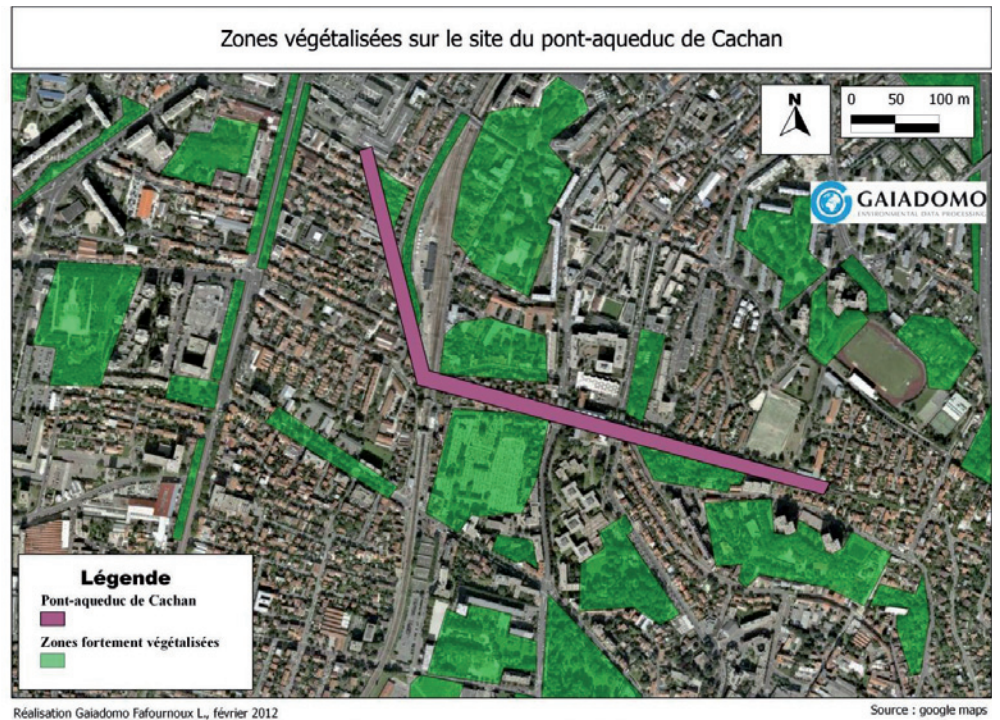 Zones végétalisées sur le site du pont-aqueduc de Cachan
N
0 50 100 m
GAIADOMO
ENVIRONMENTAL DATA PROCESSING
Légende
Pont-aqueduc de Cachan
Zones fortement végétalisées
Réalisation Gaiadomo Fafournoux L., février 2012
Source : google maps